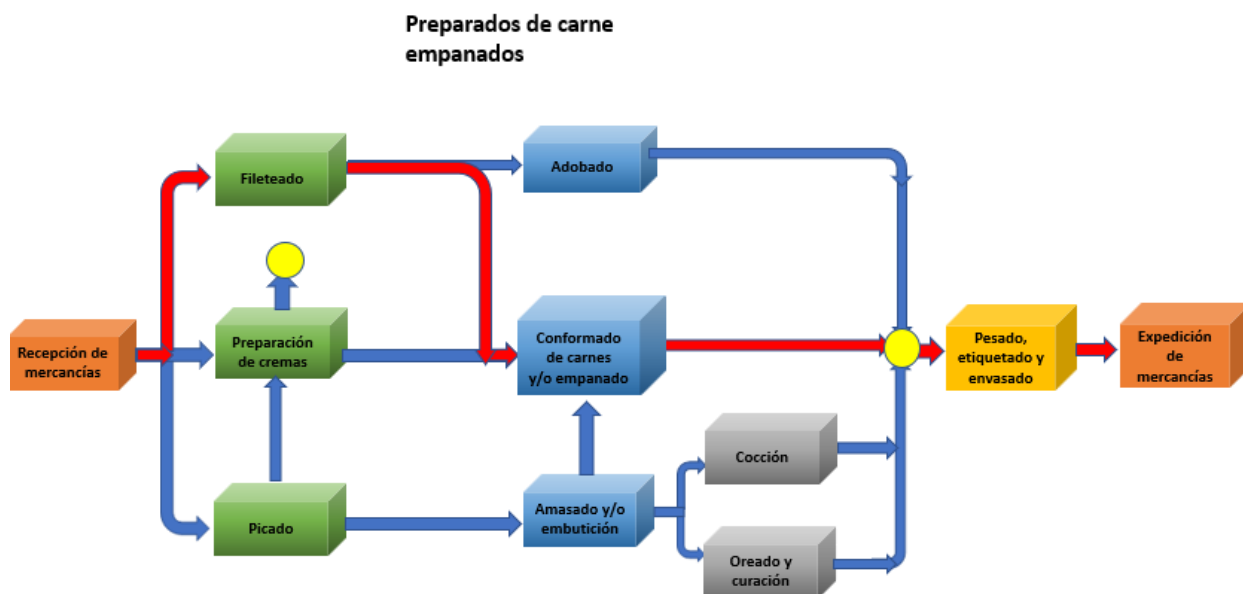 Preparados de carne
empanados
Fileteado
Adobado
Recepción de
mercancías
Preparación
de cremas
Conformado
de carnes
y/o empanado
Pesado,
etiquetado y
envasado
Expedición
de
mercancías
Cocción
Picado
Amasado y/o
embutición
Oreado y
curación